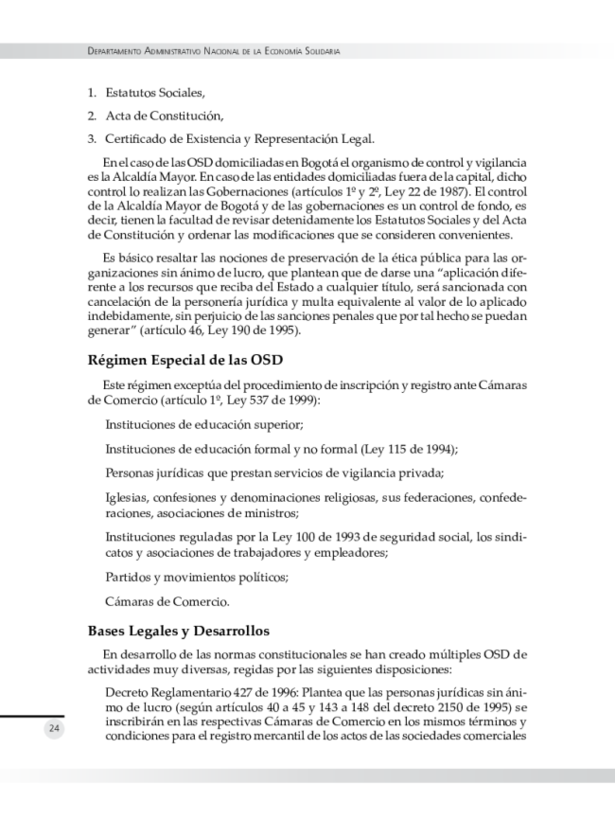 Departamento Administrativo Nacional de la Economía Solidaria
1. Estatutos Sociales,
2. Acta de Constitución,
3. Certificado de Existencia y Representación Legal.
En el caso de las OSD domiciliadas en Bogotá el organismo de control y vigilancia
es la Alcaldía Mayor. En caso de las entidades domiciliadas fuera de la capital, dicho
control lo realizan las Gobernaciones (artículos 1º y 2º, Ley 22 de 1987). El control
de la Alcaldía Mayor de Bogotá y de las gobernaciones es un control de fondo, es
decir, tienen la facultad de revisar detenidamente los Estatutos Sociales y del Acta
de Constitución y ordenar las modificaciones que se consideren convenientes.
Es básico resaltar las nociones de preservación de la ética pública para las or-
ganizaciones sin ánimo de lucro, que plantean que de darse una “aplicación dife-
rente a los recursos que reciba del Estado a cualquier título, será sancionada con
cancelación de la personería jurídica y multa equivalente al valor de lo aplicado
indebidamente, sin perjuicio de las sanciones penales que por tal hecho se puedan
generar” (artículo 46, Ley 190 de 1995).
Régimen Especial de las OSD
Este régimen exceptúa del procedimiento de inscripción y registro ante Cámaras
de Comercio (artículo 1º, Ley 537 de 1999):
Instituciones de educación superior;
Instituciones de educación formal y no formal (Ley 115 de 1994);
Personas jurídicas que prestan servicios de vigilancia privada;
Iglesias, confesiones y denominaciones religiosas, sus federaciones, confede-
raciones, asociaciones de ministros;
Instituciones reguladas por la Ley 100 de 1993 de seguridad social, los sindi-
catos y asociaciones de trabajadores y empleadores;
Partidos y movimientos políticos;
Cámaras de Comercio.
Bases Legales y Desarrollos
En desarrollo de las normas constitucionales se han creado múltiples OSD de
actividades muy diversas, regidas por las siguientes disposiciones:
Decreto Reglamentario 427 de 1996: Plantea que las personas jurídicas sin áni-
mo de lucro (según artículos 40 a 45 y 143 a 148 del decreto 2150 de 1995) se
inscribirán en las respectivas Cámaras de Comercio en los mismos términos y
condiciones para el registro mercantil de los actos de las sociedades comerciales
24